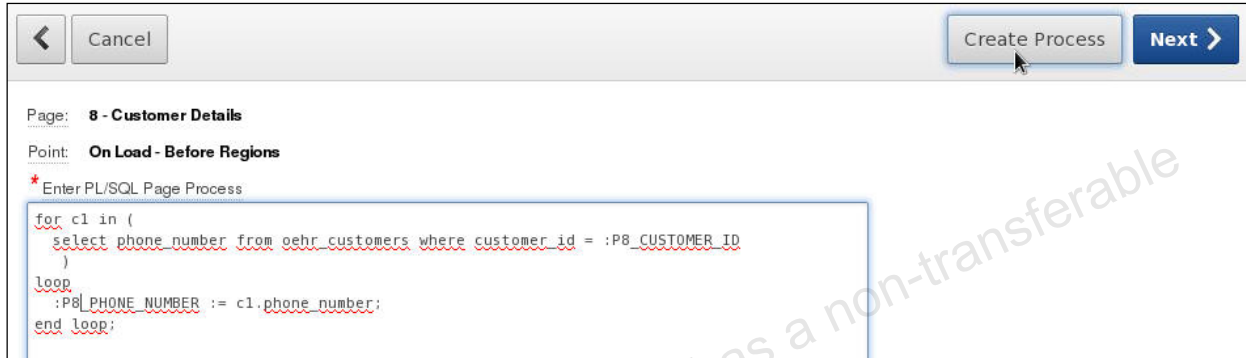 Cancel
Create Process
Next
Page: 8 - Customer Details
Point: On Load - Before Regions
* Enter PL/SQL Page Process
for c1 in (
select phone_number from oehr_customers where customer_id = :P8_CUSTOMER_ID
)
loop
:P8_PHONE_NUMBER := c1.phone_number;
end loop;
as a non-transferable